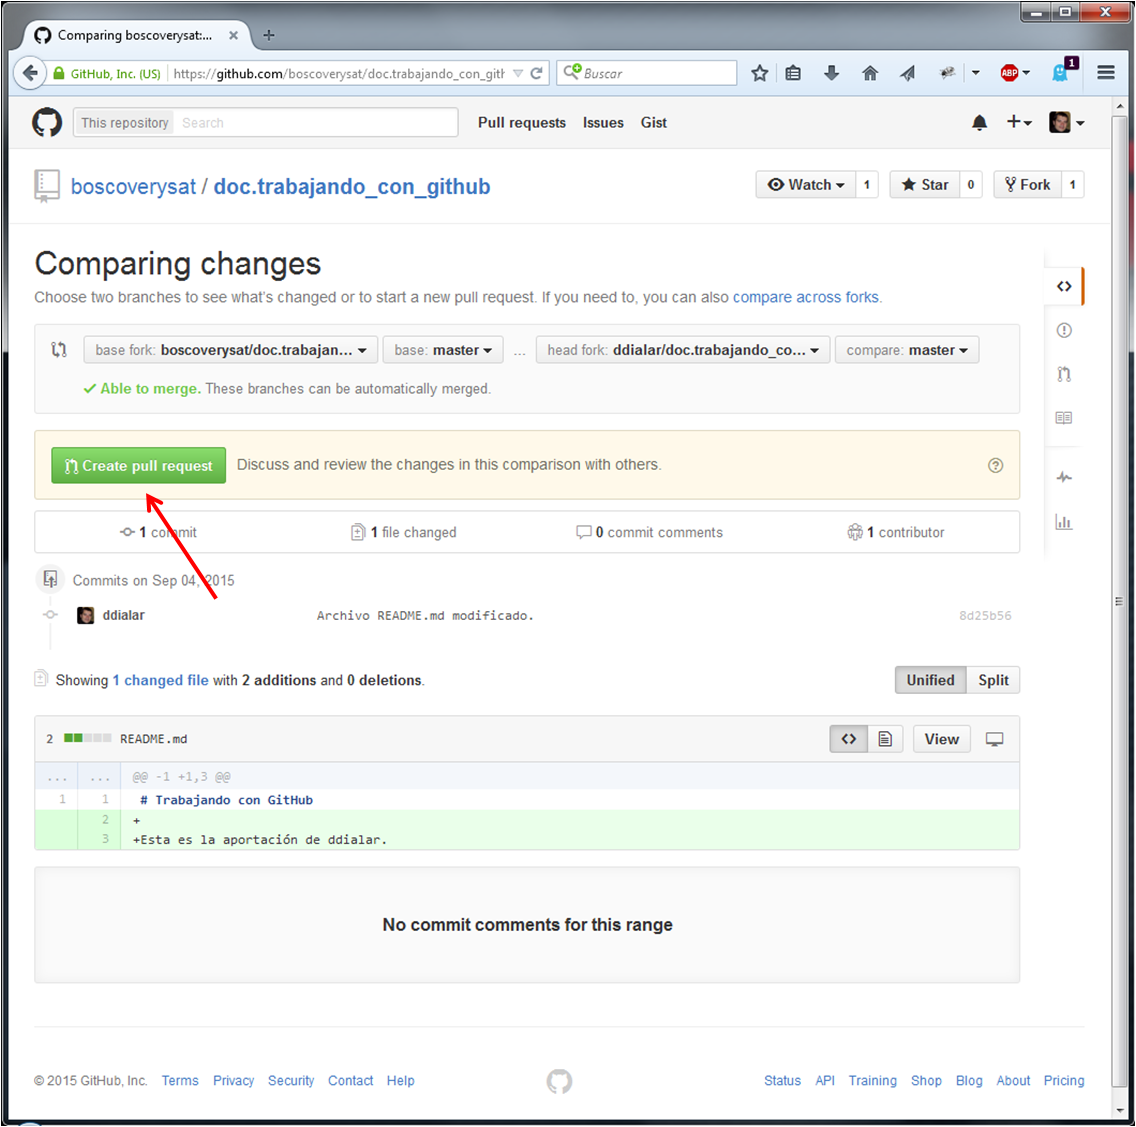 Comparing boscoverysat:...
GitHub, Inc. (US) https://github.com/boscoverysat/doc.trabajando_con_gith Buscar ABP 1
This repository Search Pull requests Issues Gist
boscoverysat / doc.trabajando_con_github Watch 1 Star 0 Fork 1
Comparing changes
Choose two branches to see what's changed or to start a new pull request. If you need to, you can also compare across forks.
base fork: boscoverysat/doc.trabajan... base: master ... head fork: ddialar/doc.trabajando_co... compare: master
Able to merge. These branches can be automatically merged.
Create pull request Discuss and review the changes in this comparison with others.
1 commit 1 file changed 0 commit comments 1 contributor
Commits on Sep 04, 2015
ddialar Archivo README.md modificado. 8d25b56
Showing 1 changed file with 2 additions and 0 deletions. Unified Split
2 README.md <> View
... ... @@ -1 +1,3 @@
1 1 # Trabajando con GitHub
2 +
3 +Esta es la aportación de ddialar.
No commit comments for this range
© 2015 GitHub, Inc. Terms Privacy Security Contact Help Status API Training Shop Blog About Pricing